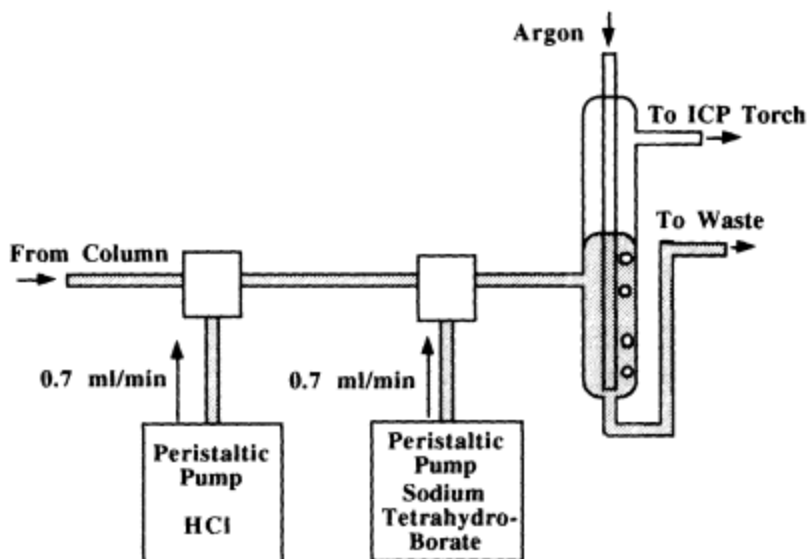 Argon
To ICP Torch
To Waste
From Column
0.7 ml/min
0.7 ml/min
Peristaltic
Pump
HCl
Peristaltic
Pump
Sodium
Tetrahydro-
Borate